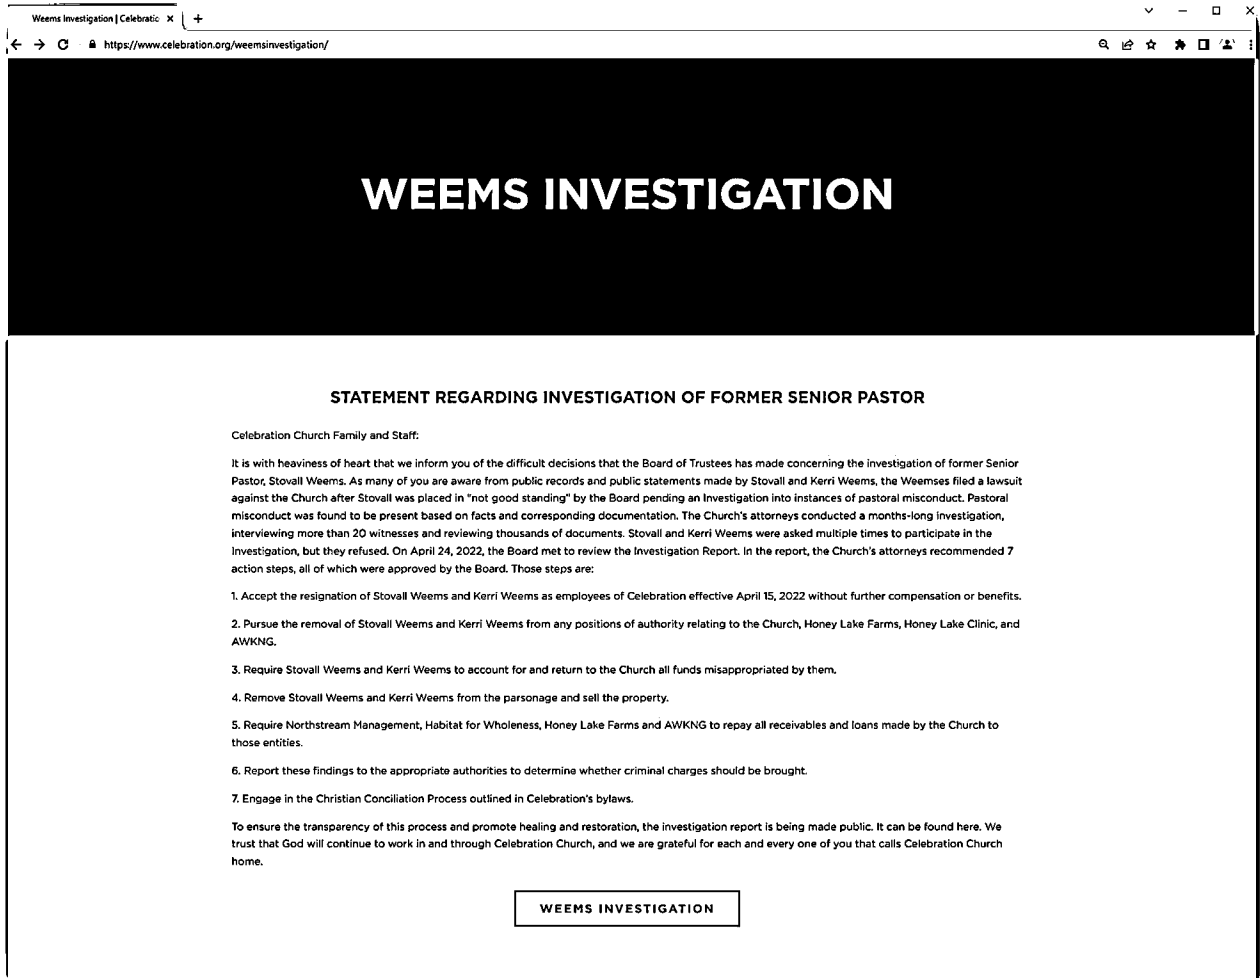 Weems Investigation | Celebratic
https://www.celebration.org/weemsinvestigation/
WEEMS INVESTIGATION
STATEMENT REGARDING INVESTIGATION OF FORMER SENIOR PASTOR
Celebration Church Family and Staff:
It is with heaviness of heart that we inform you of the difficult decisions that the Board of Trustees has made concerning the investigation of former Senior
Pastor, Stovall Weems. As many of you are aware from public records and public statements made by Stovall and Kerri Weems, the Weemses filed a lawsuit
against the Church after Stovall was placed in "not good standing" by the Board pending an Investigation into instances of pastoral misconduct. Pastoral
misconduct was found to be present based on facts and corresponding documentation. The Church's attorneys conducted a months-long investigation,
interviewing more than 20 witnesses and reviewing thousands of documents. Stovall and Kerri Weems were asked multiple times to participate in the
Investigation, but they refused. On April 24, 2022, the Board met to review the Investigation Report. In the report, the Church's attorneys recommended 7
action steps, all of which were approved by the Board. Those steps are:
1. Accept the resignation of Stovall Weems and Kerri Weems as employees of Celebration effective April 15, 2022 without further compensation or benefits.
2. Pursue the removal of Stovall Weems and Kerri Weems from any positions of authority relating to the Church, Honey Lake Farms, Honey Lake Clinic, and
AWKNG.
3. Require Stovall Weems and Kerri Weems to account for and return to the Church all funds misappropriated by them.
4. Remove Stovall Weems and Kerri Weems from the parsonage and sell the property.
5. Require Northstream Management, Habitat for Wholeness, Honey Lake Farms and AWKNG to repay all receivables and loans made by the Church to
those entities.
6. Report these findings to the appropriate authorities to determine whether criminal charges should be brought.
7. Engage in the Christian Conciliation Process outlined in Celebration's bylaws.
To ensure the transparency of this process and promote healing and restoration, the investigation report is being made public. It can be found here. We
trust that God will continue to work in and through Celebration Church, and we are grateful for each and every one of you that calls Celebration Church
home.
WEEMS INVESTIGATION